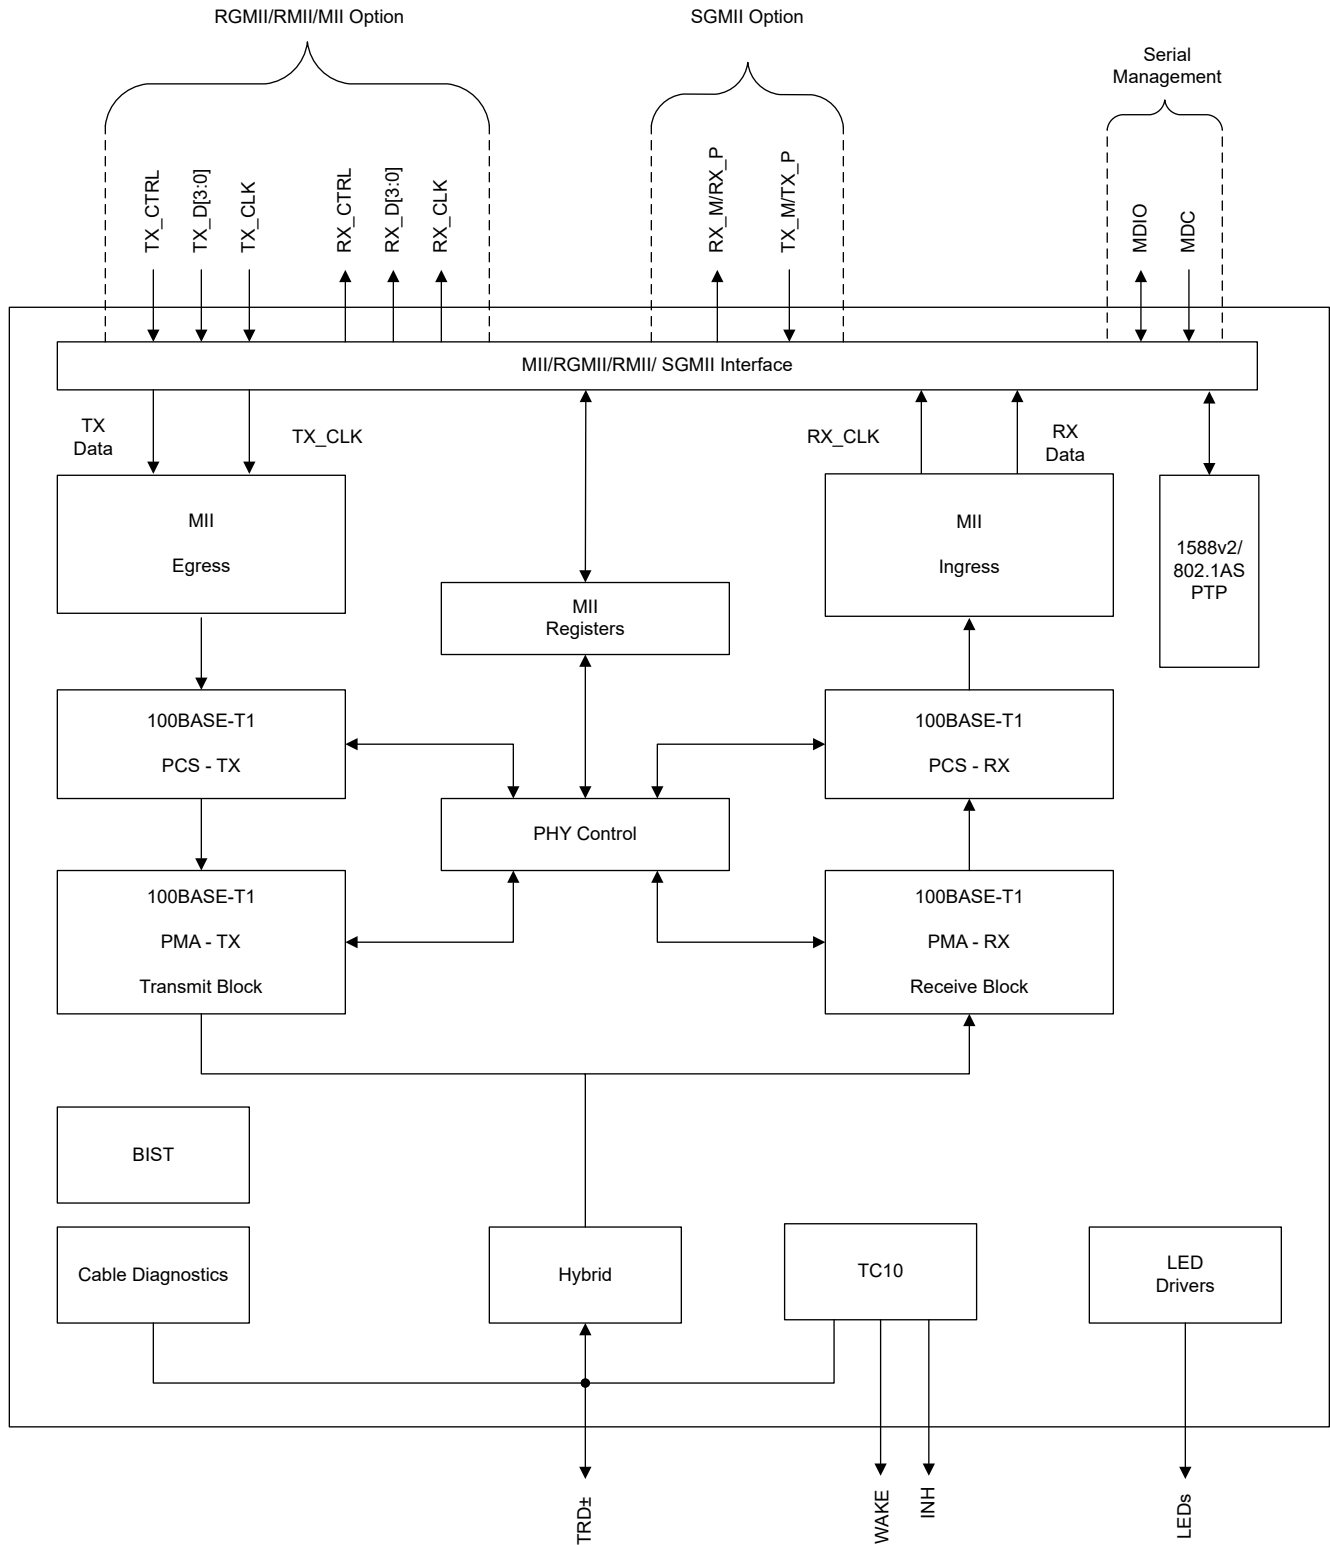 RGMII/RMII/MII Option
SGMII Option
Serial
Management
TX_CTRL
TX_D[3:0]
TX_CLK
RX_CTRL
RX_D[3:0]
RX_CLK
RX_M/RX_P
TX_M/TX_P
MDIO
MDC
MII/RGMII/RMII/ SGMII Interface
TX
Data
TX_CLK
RX_CLK
RX
Data
MII
Egress
MII
Registers
MII
Ingress
1588v2/
802.1AS
PTP
100BASE-T1
PCS - TX
100BASE-T1
PCS - RX
PHY Control
100BASE-T1
PMA - TX
Transmit Block
100BASE-T1
PMA - RX
Receive Block
BIST
Cable Diagnostics
Hybrid
TC10
LED
Drivers
TRD±
WAKE
INH
LEDs